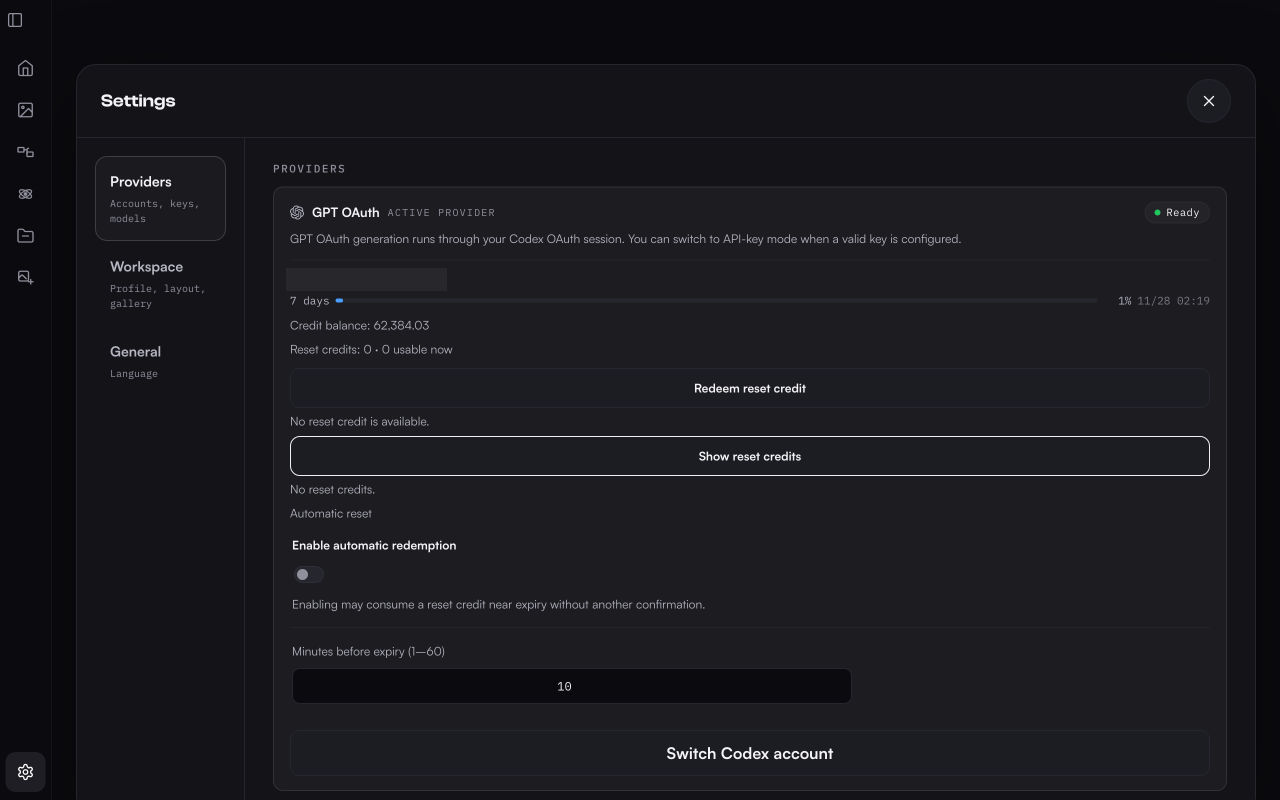 Settings
Providers
Accounts, keys,
models
Workspace
Profile, layout,
gallery
General
Language
PROVIDERS
GPT OAuth ACTIVE PROVIDER
Ready
GPT OAuth generation runs through your Codex OAuth session. You can switch to API-key mode when a valid key is configured.
7 days 1% 11/28 02:19
Credit balance: 62,384.03
Reset credits: 0 · 0 usable now
Redeem reset credit
No reset credit is available.
Show reset credits
No reset credits.
Automatic reset
Enable automatic redemption
Enabling may consume a reset credit near expiry without another confirmation.
Minutes before expiry (1–60)
10
Switch Codex account